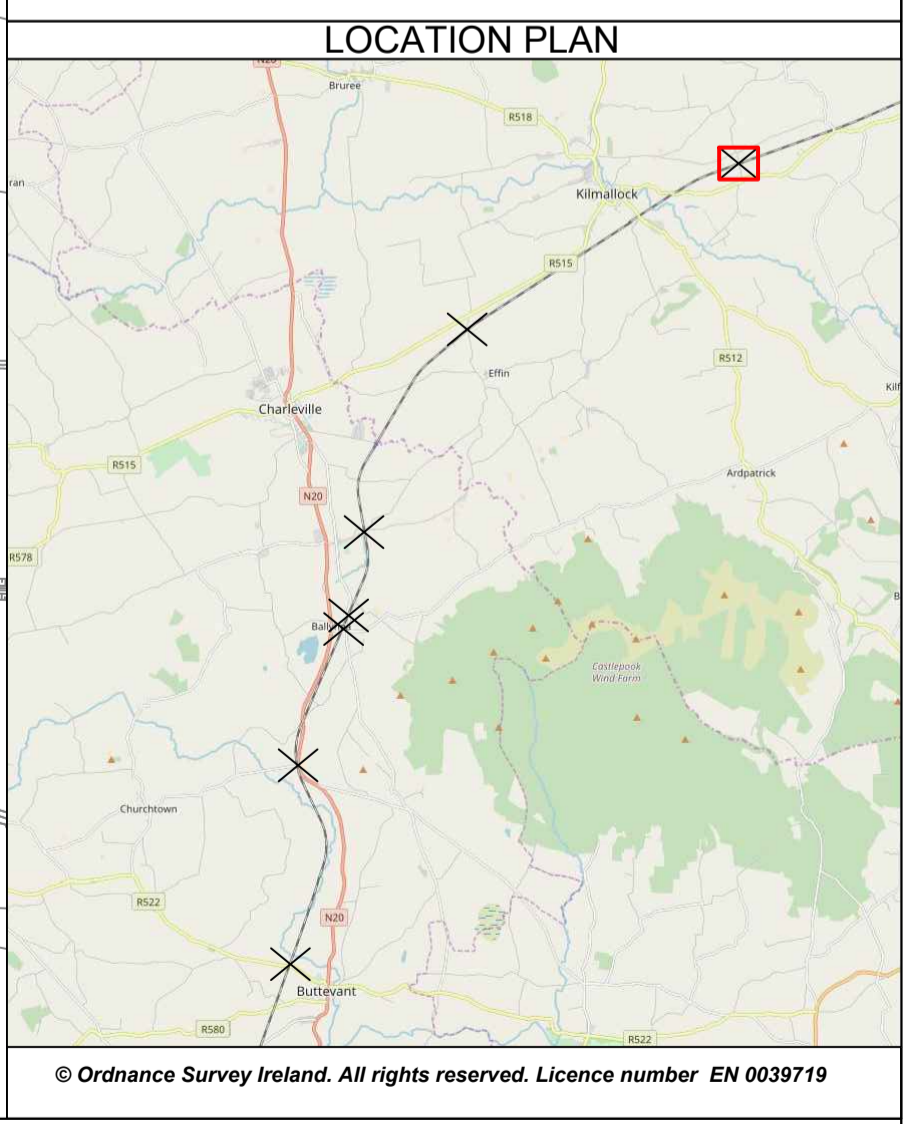 LOCATION PLAN
N20
Bruree
R518
Kilmallock
R515
R512
Effin
Charleville
R515
Ardpatrick
N20
R578
Castlepook
Wind Farm
Churchtown
R522
N20
Buttevant
R580
R522
© Ordnance Survey Ireland. All rights reserved. Licence number EN 0039719